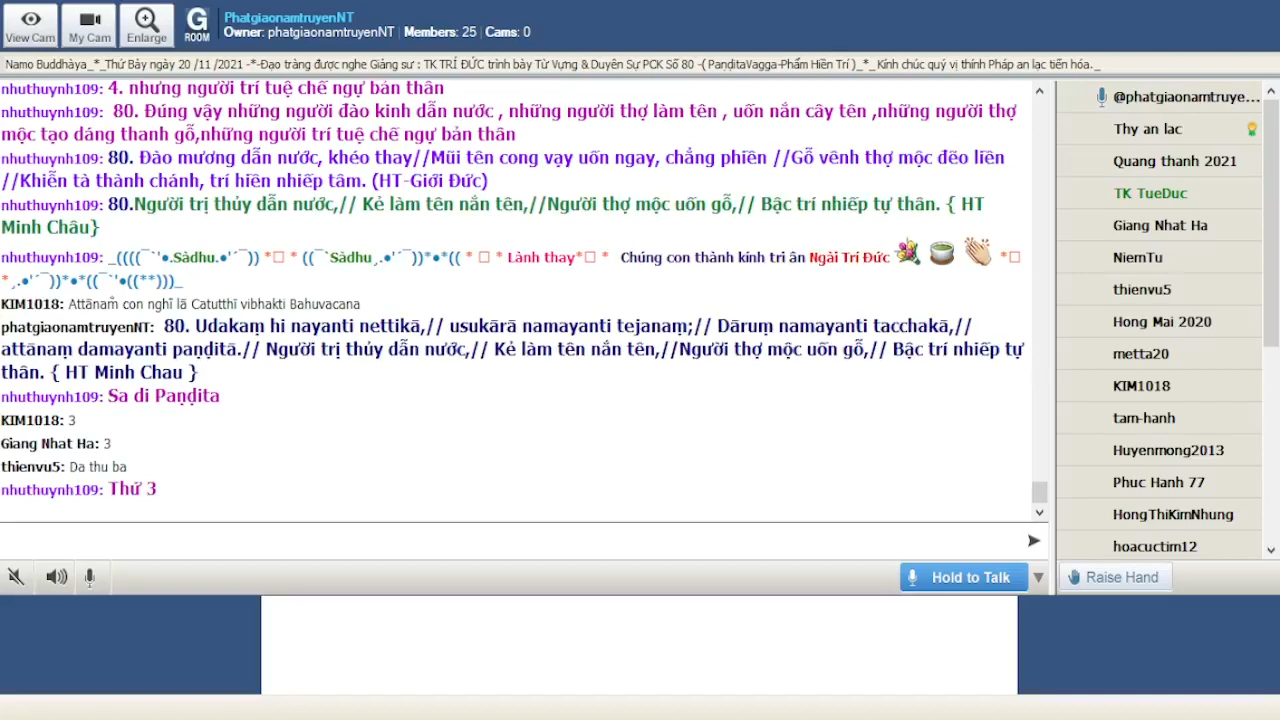 View Cam
My Cam
Enlarge
G
ROOM
PhatgiaonamtruyenNT
Owner: phatgiaonamtruyenNT | Members: 25 | Cams: 0
Namo Buddhàya_*_Thứ Bảy ngày 20 /11 /2021 -*-Đạo tràng được nghe Giảng sư : TK TRÍ ĐỨC trình bày Từ Vựng & Duyên Sự PCK Số 80 -( PaṇḍitaVagga-Phẩm Hiền Trí )_*_ Kính chúc quý vị thính Pháp an lạc tiến hóa._
nhuthuynh109: 4. nhưng người trí tuệ chế ngự bản thân
nhuthuynh109: 80. Đúng vậy những người đào kinh dẫn nước , những người thợ làm tên , uốn nắn cây tên ,những người thợ
mộc tạo dáng thanh gỗ,những người trí tuệ chế ngự bản thân
nhuthuynh109: 80. Đào mương dẫn nước, khéo thay//Mũi tên cong vạy uốn ngay, chẳng phiền //Gỗ vênh thợ mộc đẽo liền
//Khiễn tà thành chánh, trí hiền nhiếp tâm. (HT-Giới Đức)
nhuthuynh109: 80.Người trị thủy dẫn nước,// Kẻ làm tên nắn tên,//Người thợ mộc uốn gỗ,// Bậc trí nhiếp tự thân. { HT
Minh Châu}
nhuthuynh109: _((((¯`'•.Sàdhu.•'´¯)) *□ * ((¯`Sàdhu¸.•'´¯))*•*(( * □ * Lành thay*□ * Chúng con thành kính tri ân Ngài Trí Đức *□
*¸.•'´¯))*•*((¯`'•((**)))_
KIM1018: Attānaṁ con nghĩ là Catutthī vibhakti Bahuvacana
phatgiaonamtruyenNT: 80. Udakaṃ hi nayanti nettikā,// usukārā namayanti tejanaṃ;// Dāruṃ namayanti tacchakā,//
attānaṃ damayanti paṇḍitā.// Người trị thủy dẫn nước,// Kẻ làm tên nắn tên,//Người thợ mộc uốn gỗ,// Bậc trí nhiếp tự
thân. { HT Minh Chau }
nhuthuynh109: Sa di Paṇḍita
KIM1018: 3
Giang Nhat Ha: 3
thienvu5: Da thu ba
nhuthuynh109: Thứ 3
@phatgiaonamtruye...
Thy an lac
Quang thanh 2021
TK TueDuc
Giang Nhat Ha
NiemTu
thienvu5
Hong Mai 2020
metta20
KIM1018
tam-hanh
Huyenmong2013
Phuc Hanh 77
HongThiKimNhung
hoacuctim12
Hold to Talk
Raise Hand